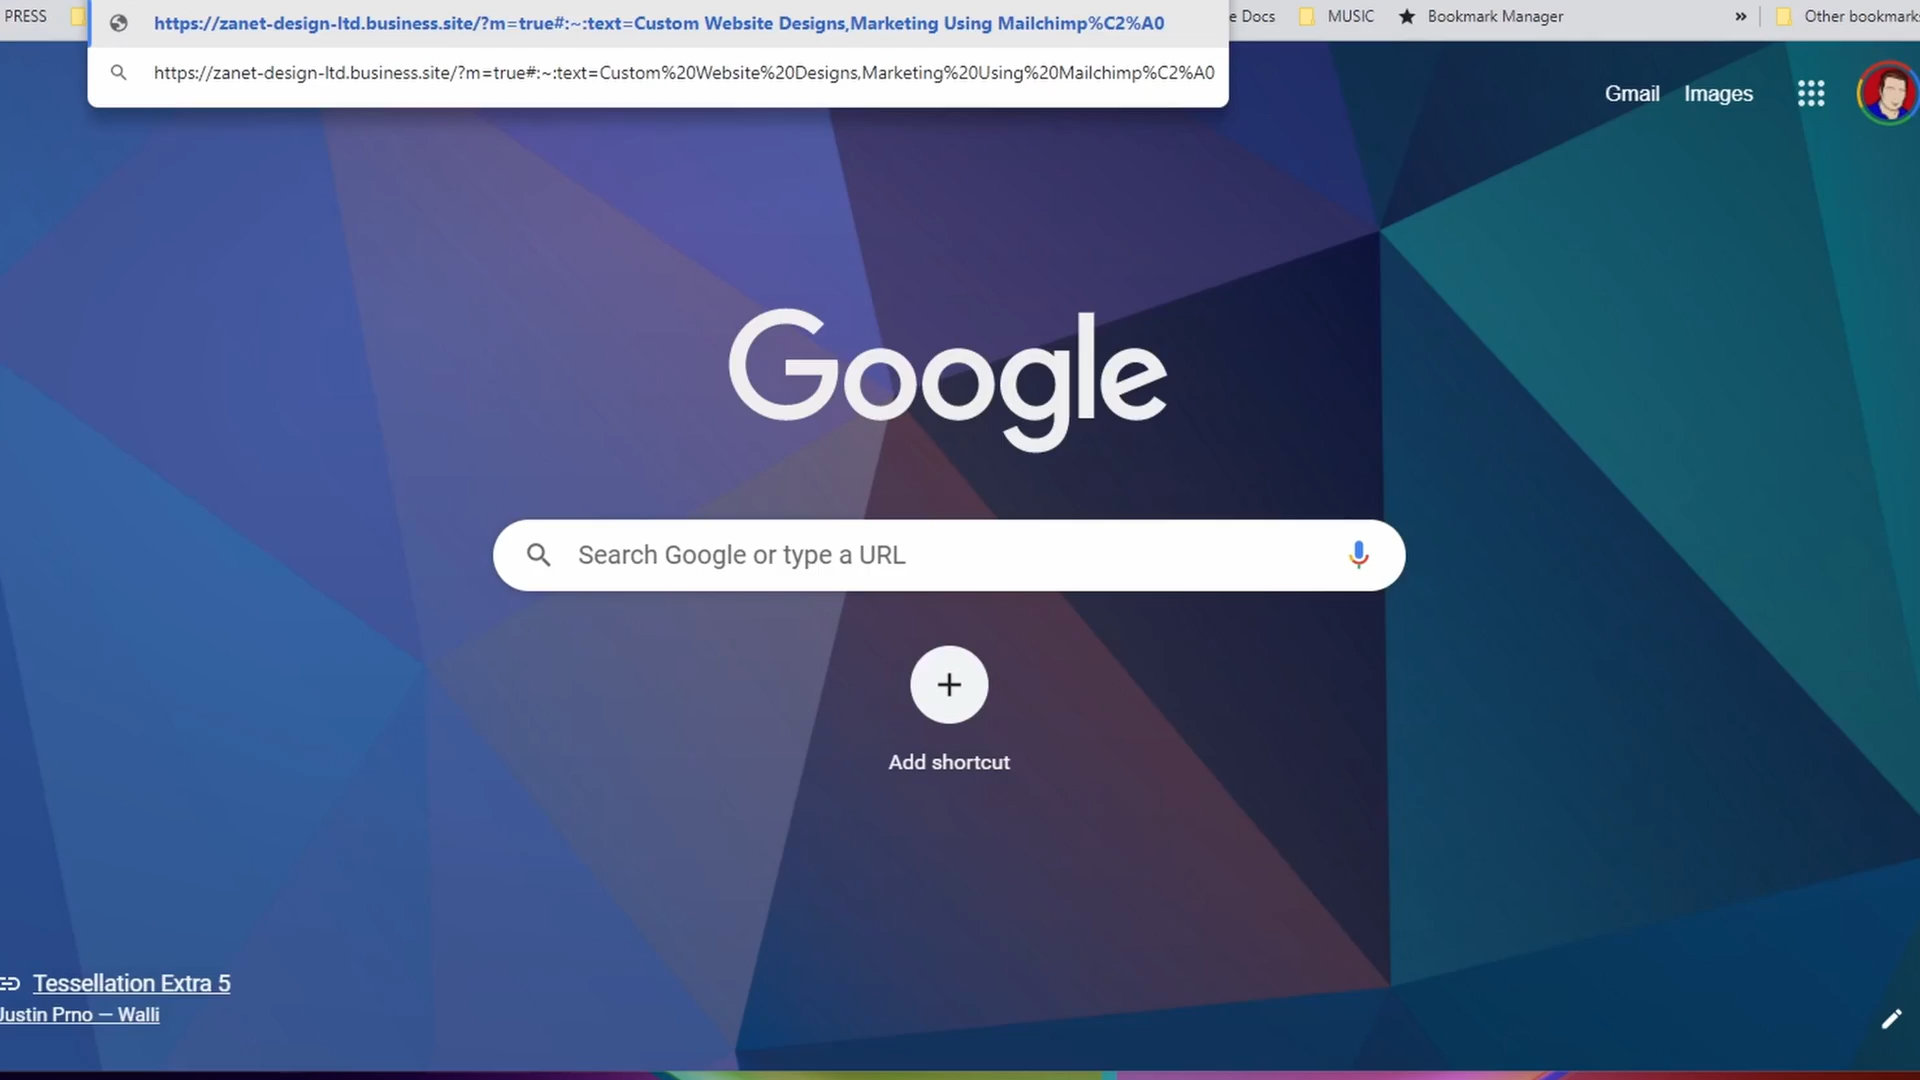 PRESS
https://zanet-design-ltd.business.site/?m=true#:~:text=Custom Website Designs,Marketing Using Mailchimp%C2%A0
e Docs
MUSIC
Bookmark Manager
»
Other bookmarks
https://zanet-design-ltd.business.site/?m=true#:~:text=Custom%20Website%20Designs,Marketing%20Using%20Mailchimp%C2%A0
Gmail
Images
Google
Search Google or type a URL
Add shortcut
Tessellation Extra 5
Justin Prno — Walli